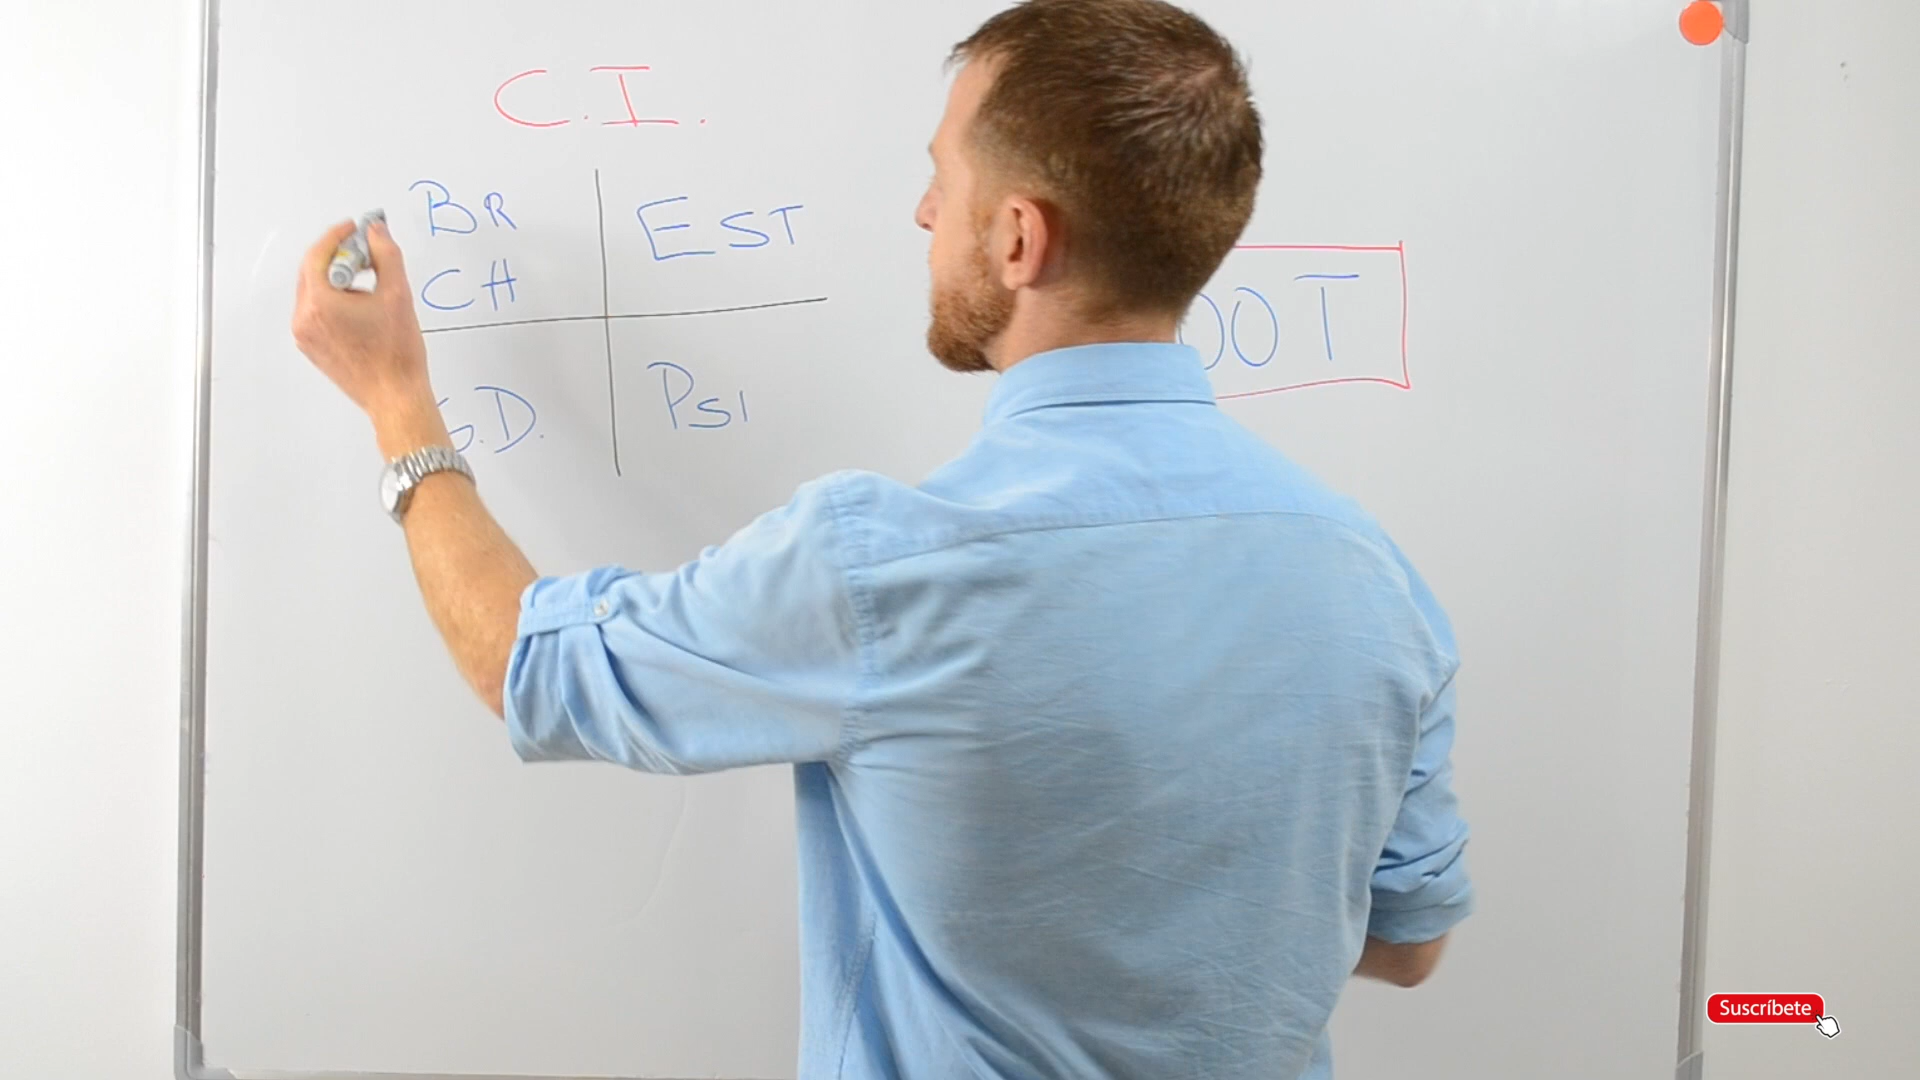 C.I.
BR
EST
CH
.D.
PSI
OOT
Suscríbete